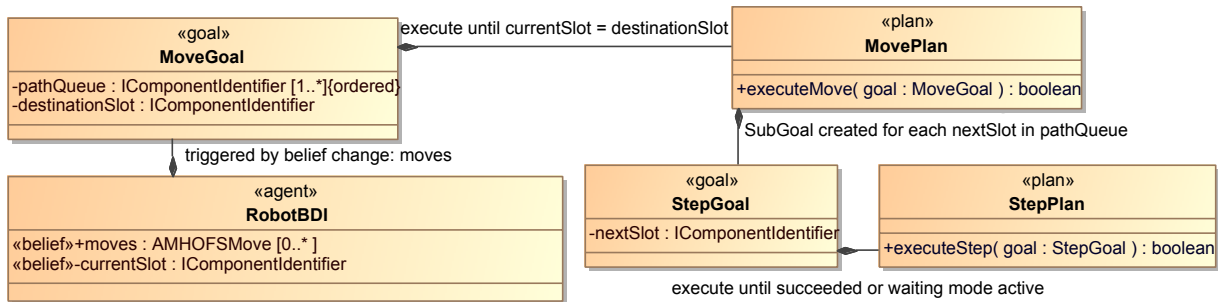 «goal»
MoveGoal
-pathQueue : IComponentIdentifier [1..*]{ordered}
-destinationSlot : IComponentIdentifier
execute until currentSlot = destinationSlot
«plan»
MovePlan
+executeMove( goal : MoveGoal ) : boolean
triggered by belief change: moves
SubGoal created for each nextSlot in pathQueue
«agent»
RobotBDI
«belief»+moves : AMHOFSMove [0..* ]
«belief»-currentSlot : IComponentIdentifier
«goal»
StepGoal
-nextSlot : IComponentIdentifier
«plan»
StepPlan
+executeStep( goal : StepGoal ) : boolean
execute until succeeded or waiting mode active